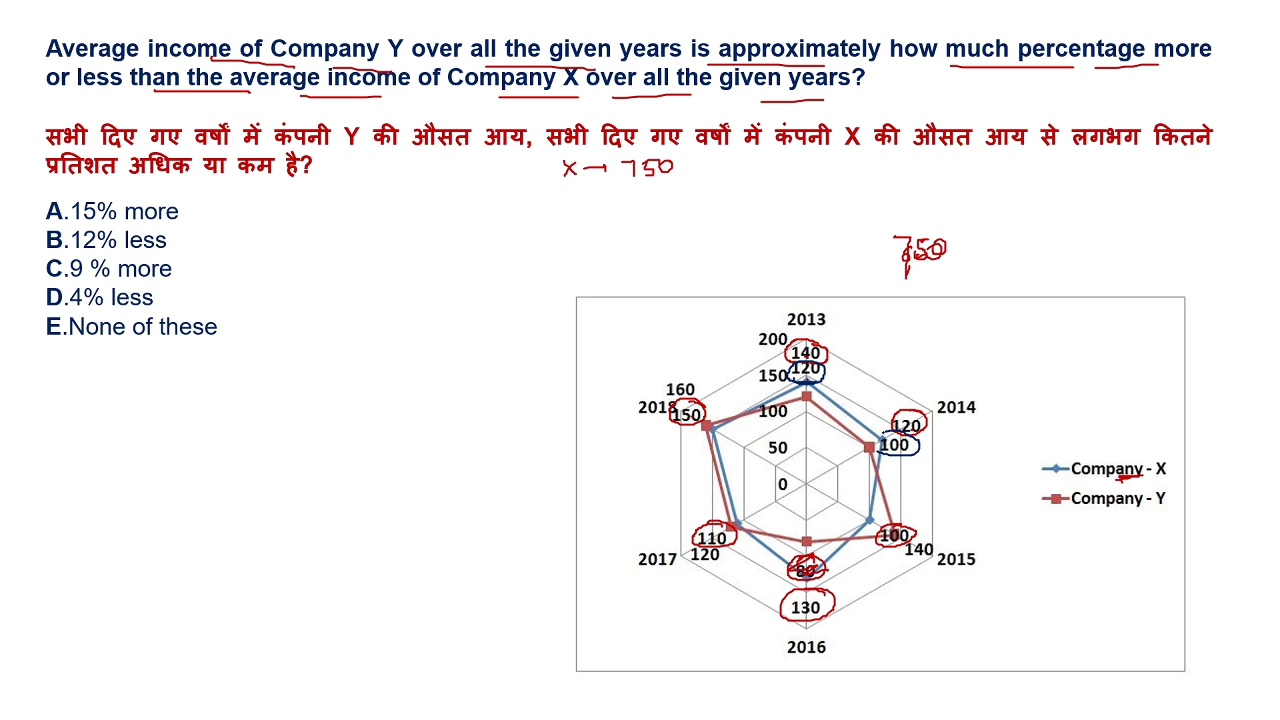 Average income of Company Y over all the given years is approximately how much percentage more
or less than the average income of Company X over all the given years?
सभी दिए गए वर्षों में कंपनी Y की औसत आय, सभी दिए गए वर्षों में कंपनी X की औसत आय से लगभग कितने
प्रतिशत अधिक या कम है?
X → 750
A.15% more
B.12% less
C.9 % more
D.4% less
E.None of these
750
2013
200
140
150
120
160
2018
150
100
2014
120
100
50
0
Company - X
Company - Y
100
140
2015
110
120
2017
80
130
2016